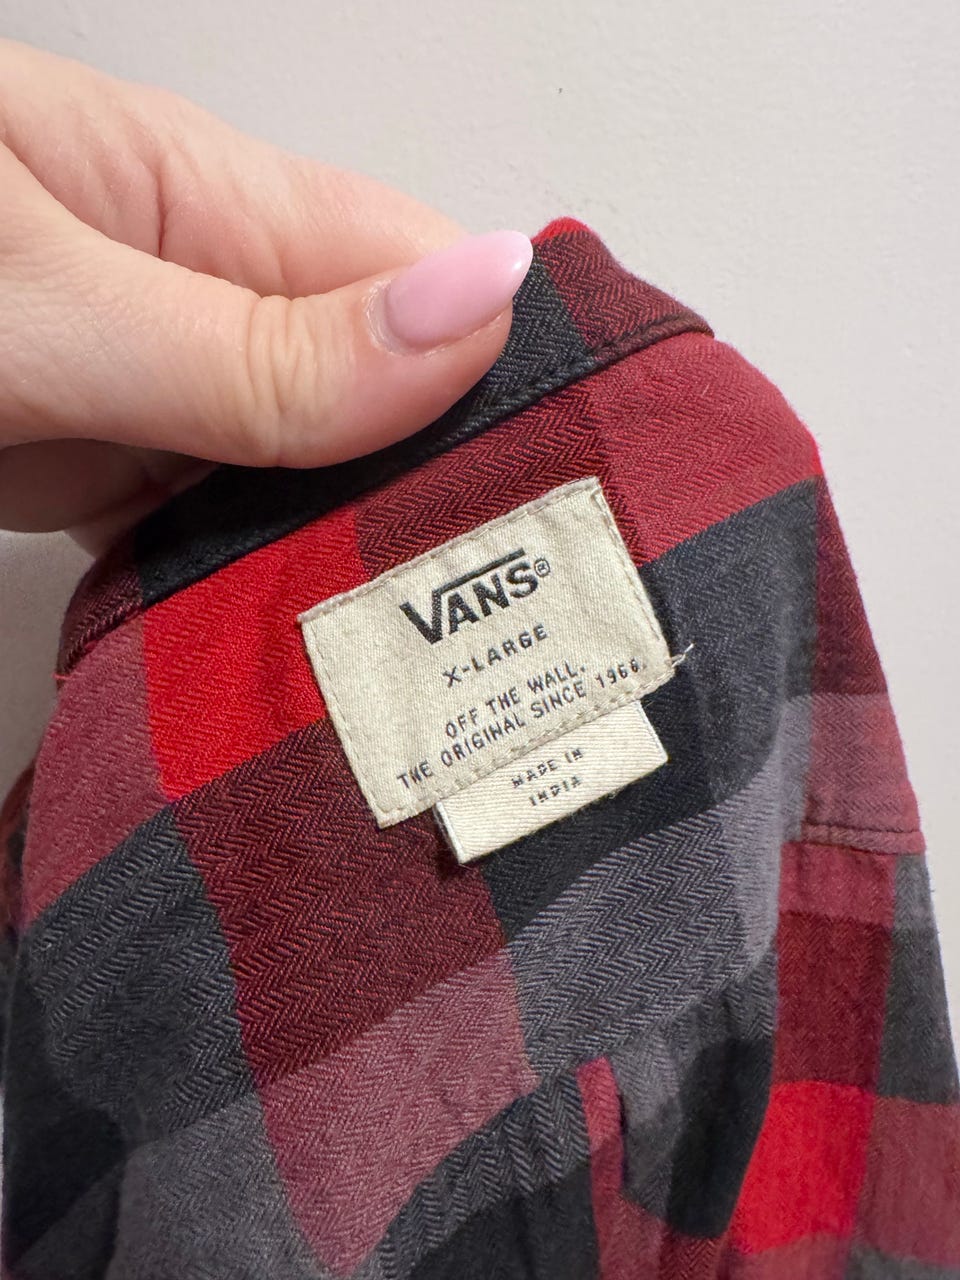 VANS®
X-LARGE
OFF THE WALL.
THE ORIGINAL SINCE 1966.
MADE IN
INDIA